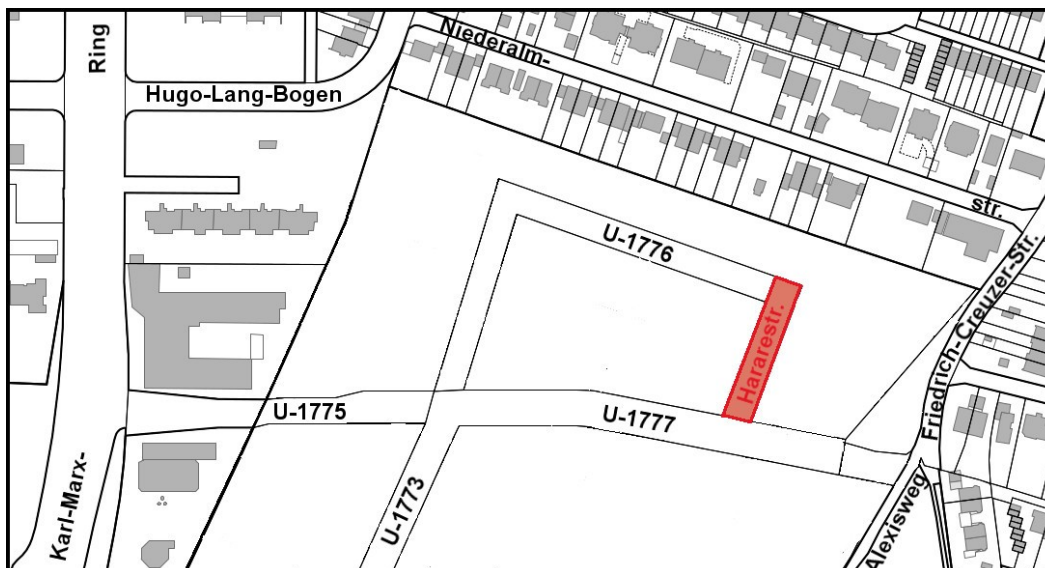 Niederalm-
Ring
Hugo-Lang-Bogen
str.
U-1776
Friedrich-Creuzer-Str.
Hararestr.
U-1775
U-1777
U-1773
Karl-Marx-
Alexisweg